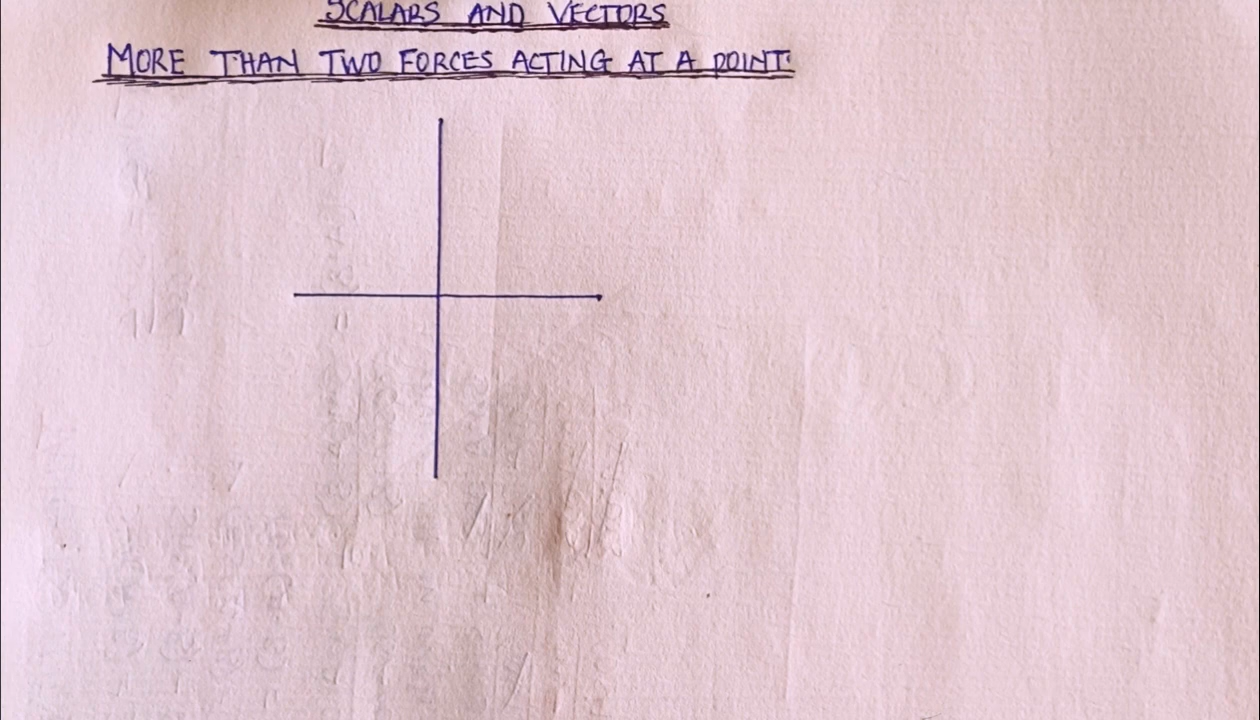 SCALARS AND VECTORS
MORE THAN TWO FORCES ACTING AT A POINT.